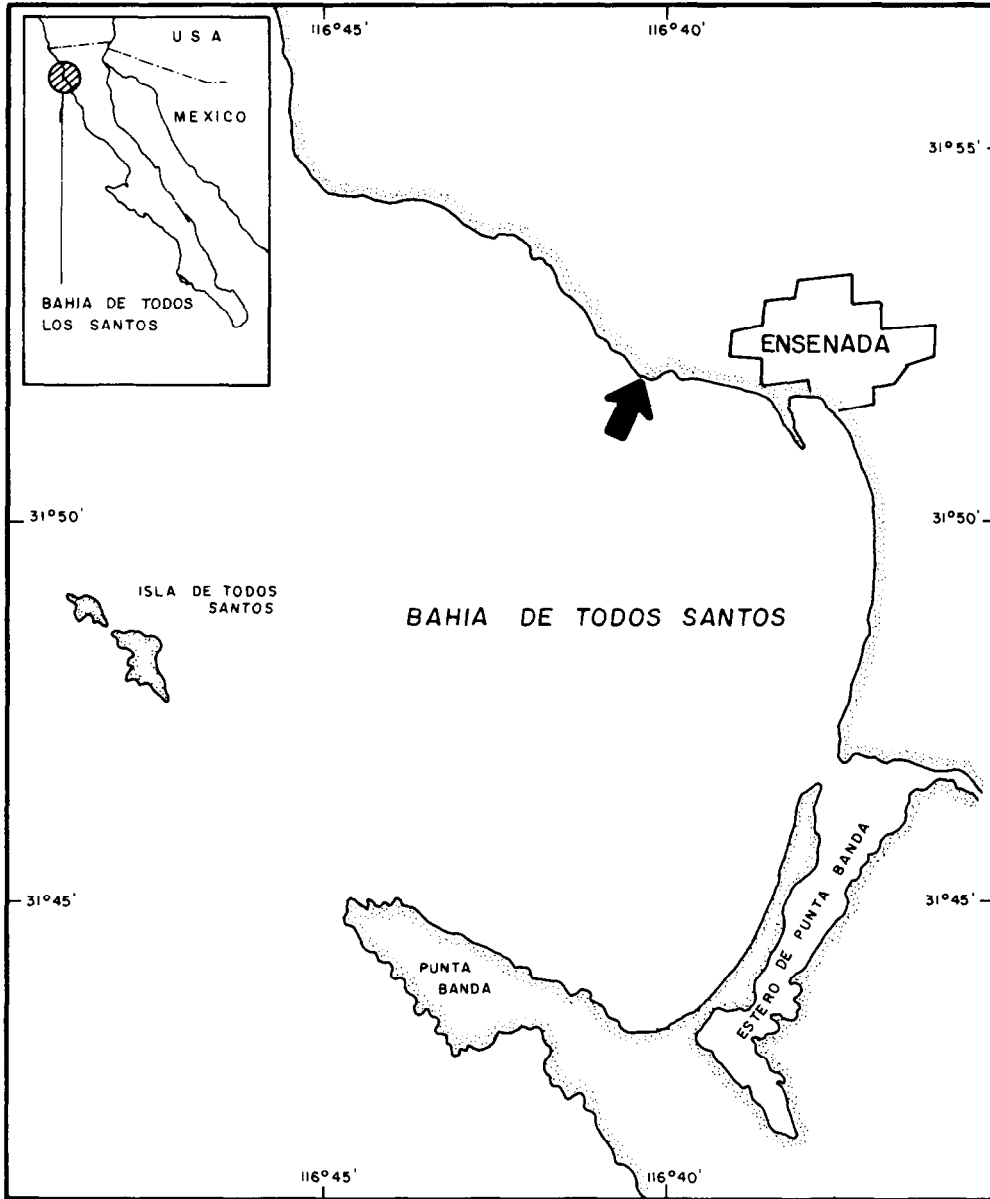 116°45'
116°40'
USA
MEXICO
BAHIA DE TODOS
LOS SANTOS
31°55'
ENSENADA
31°50'
31°50'
ISLA DE TODOS
SANTOS
BAHIA DE TODOS SANTOS
31°45'
31°45'
PUNTA
BANDA
ESTERO DE PUNTA BANDA
116°45'
116°40'